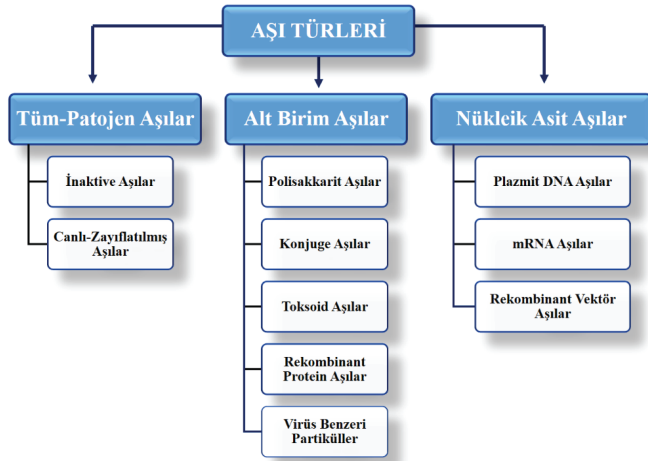 AŞI TÜRLERİ
Tüm-Patojen Aşılar
İnaktive Aşılar
Canlı-Zayıflatılmış
Aşılar
Alt Birim Aşılar
Polisakkarit Aşılar
Konjuge Aşılar
Toksoid Aşılar
Rekombinant
Protein Aşılar
Virüs Benzeri
Partiküller
Nükleik Asit Aşılar
Plazmit DNA Aşılar
mRNA Aşılar
Rekombinant Vektör
Aşılar